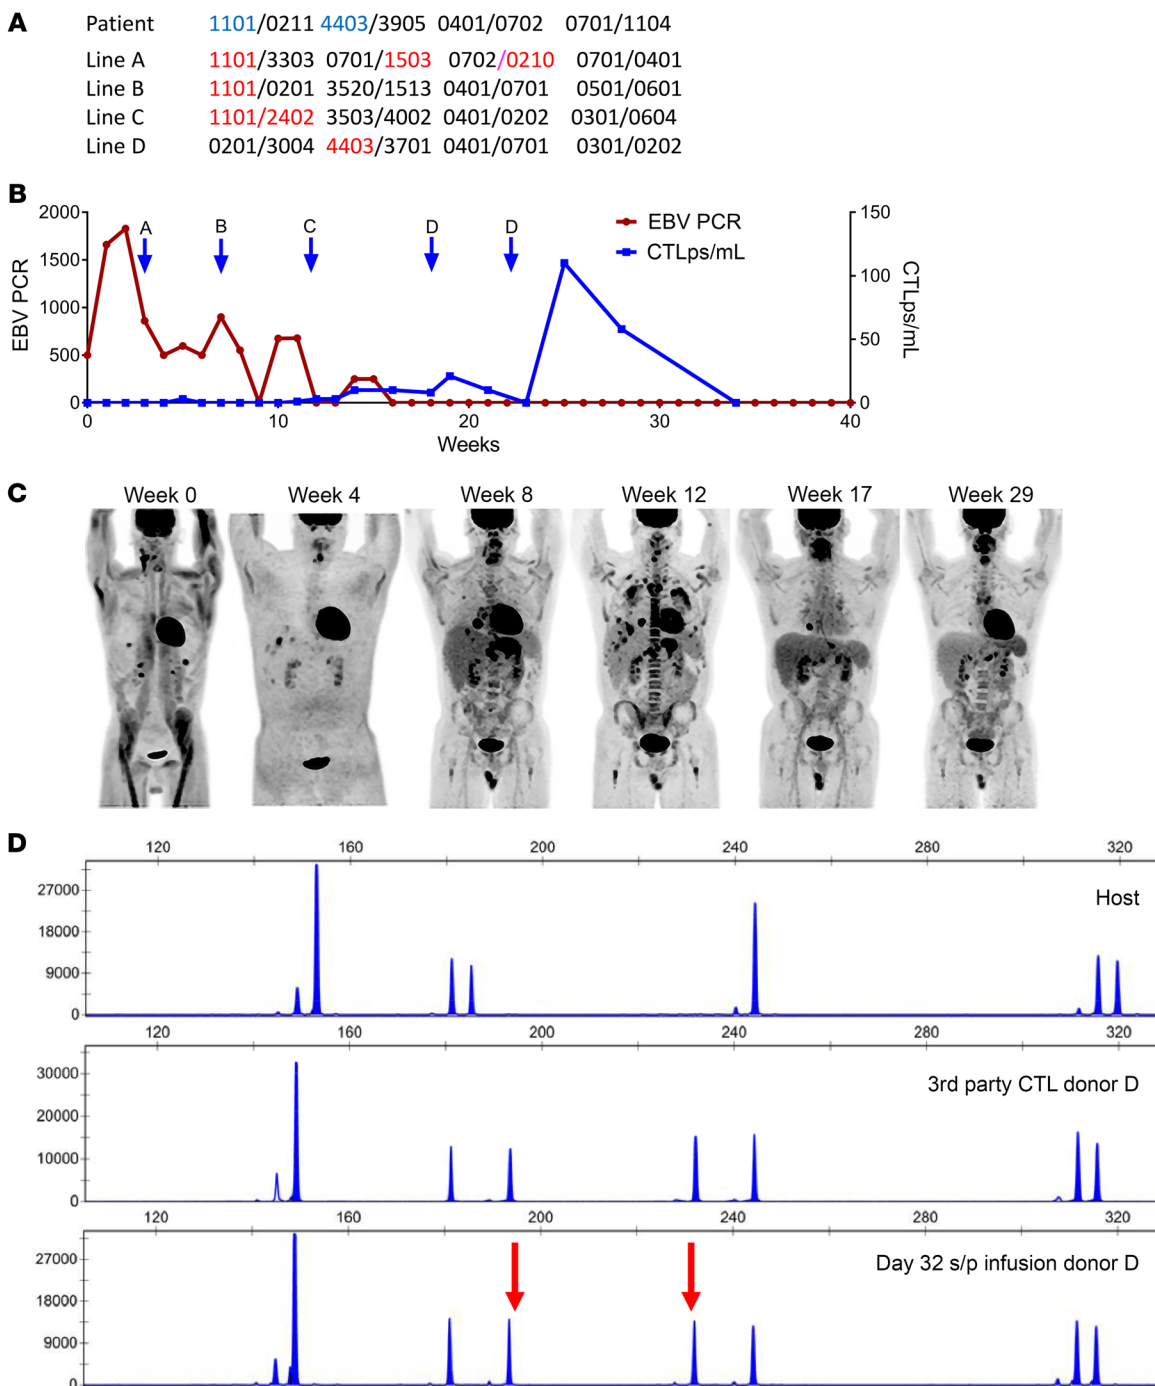 A
Patient 1101/0211 4403/3905 0401/0702 0701/1104
Line A 1101/3303 0701/1503 0702/0210 0701/0401
Line B 1101/0201 3520/1513 0401/0701 0501/0601
Line C 1101/2402 3503/4002 0401/0202 0301/0604
Line D 0201/3004 4403/3701 0401/0701 0301/0202
B
2000 150
A B C D D
EBV PCR
CTLps/mL
1500
100
1000
50
500
0 0
EBV PCR
CTLps/mL
0 10 20 30 40
Weeks
C
Week 0 Week 4 Week 8 Week 12 Week 17 Week 29
D
120 160 200 240 280 320
Host
27000
18000
9000
0
120 160 200 240 280 320
3rd party CTL donor D
30000
20000
10000
0
120 160 200 240 280 320
Day 32 s/p infusion donor D
27000
18000
9000
0